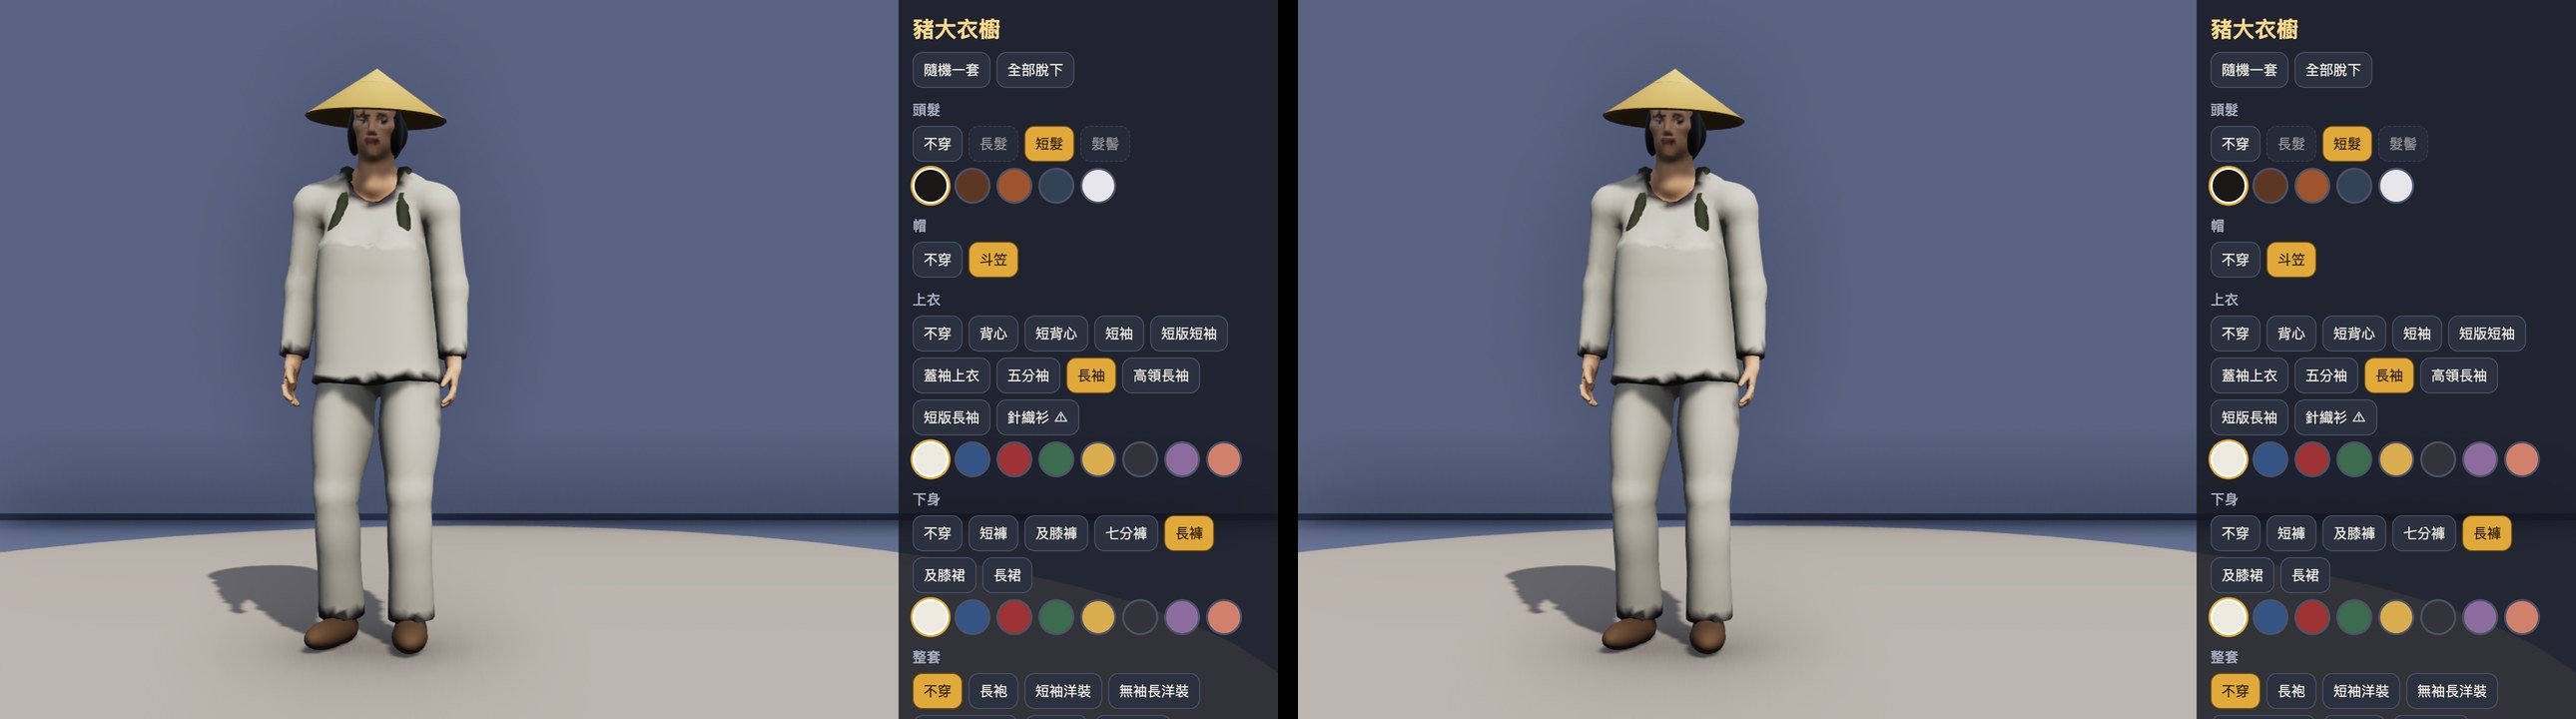 豬大衣櫥
隨機一套 全部脫下
頭髮
不穿 長髮 短髮 髮髻
帽
不穿 斗笠
上衣
不穿 背心 短背心 短袖 短版短袖
蓋袖上衣 五分袖 長袖 高領長袖
短版長袖 針織衫 ⚠
下身
不穿 短褲 及膝褲 七分褲 長褲
及膝裙 長裙
整套
不穿 長袍 短袖洋裝 無袖長洋裝
豬大衣櫥
隨機一套 全部脫下
頭髮
不穿 長髮 短髮 髮髻
帽
不穿 斗笠
上衣
不穿 背心 短背心 短袖 短版短袖
蓋袖上衣 五分袖 長袖 高領長袖
短版長袖 針織衫 ⚠
下身
不穿 短褲 及膝褲 七分褲 長褲
及膝裙 長裙
整套
不穿 長袍 短袖洋裝 無袖長洋裝